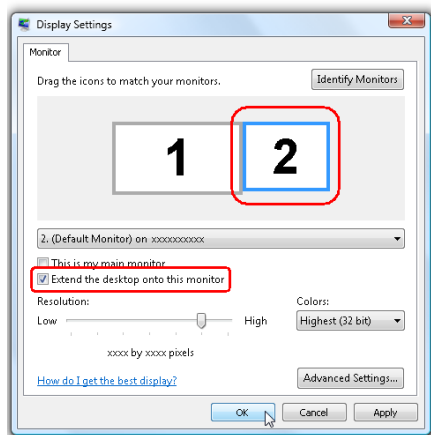 Display Settings
Monitor
Drag the icons to match your monitors.
Identify Monitors
1
2
2. (Default Monitor) on xxxxxxxxxx
This is my main monitor
Extend the desktop onto this monitor
Resolution:
Colors:
Low
High
Highest (32 bit)
xxxx by xxxx pixels
How do I get the best display?
Advanced Settings...
OK
Cancel
Apply